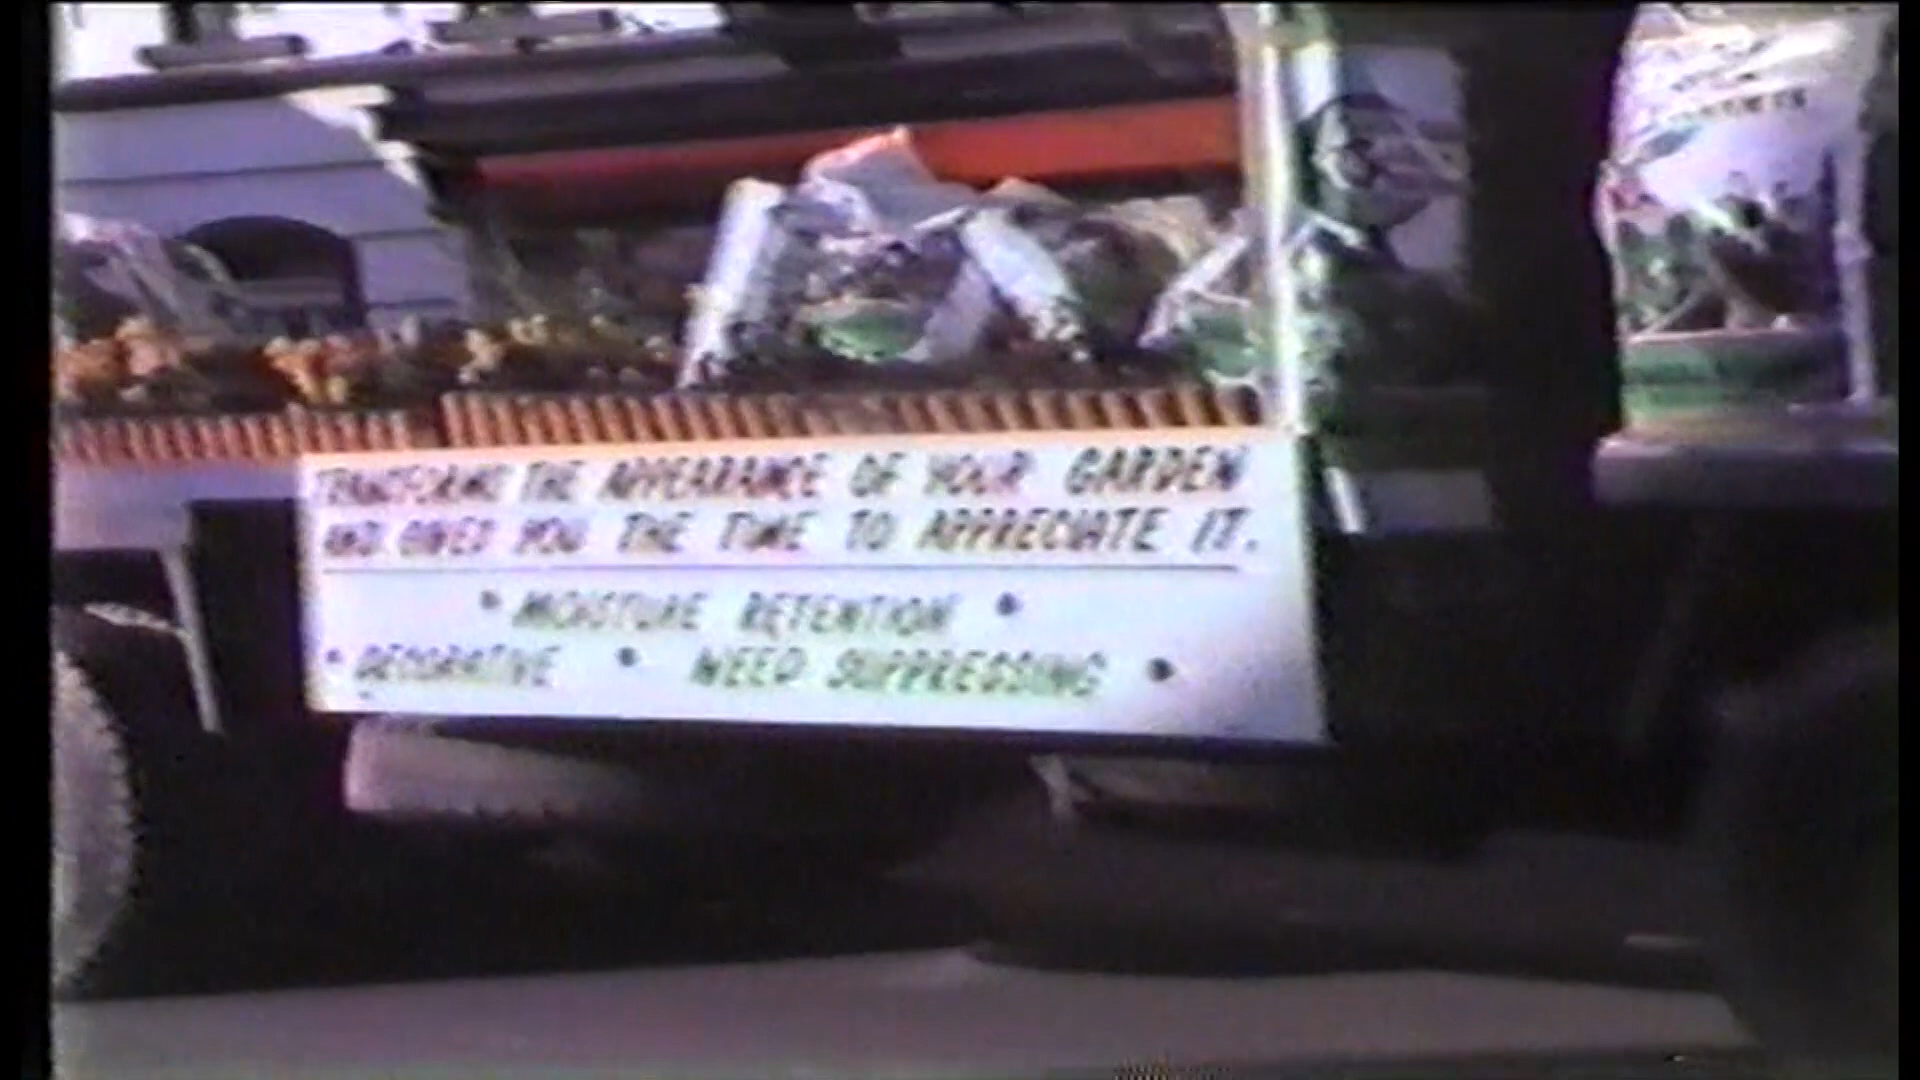 TRANSFORMS THE APPEARANCE OF YOUR GARDEN
AND GIVES YOU THE TIME TO APPRECIATE IT.
• MOISTURE RETENTION •
• DECORATIVE • WEED SUPPRESSING •